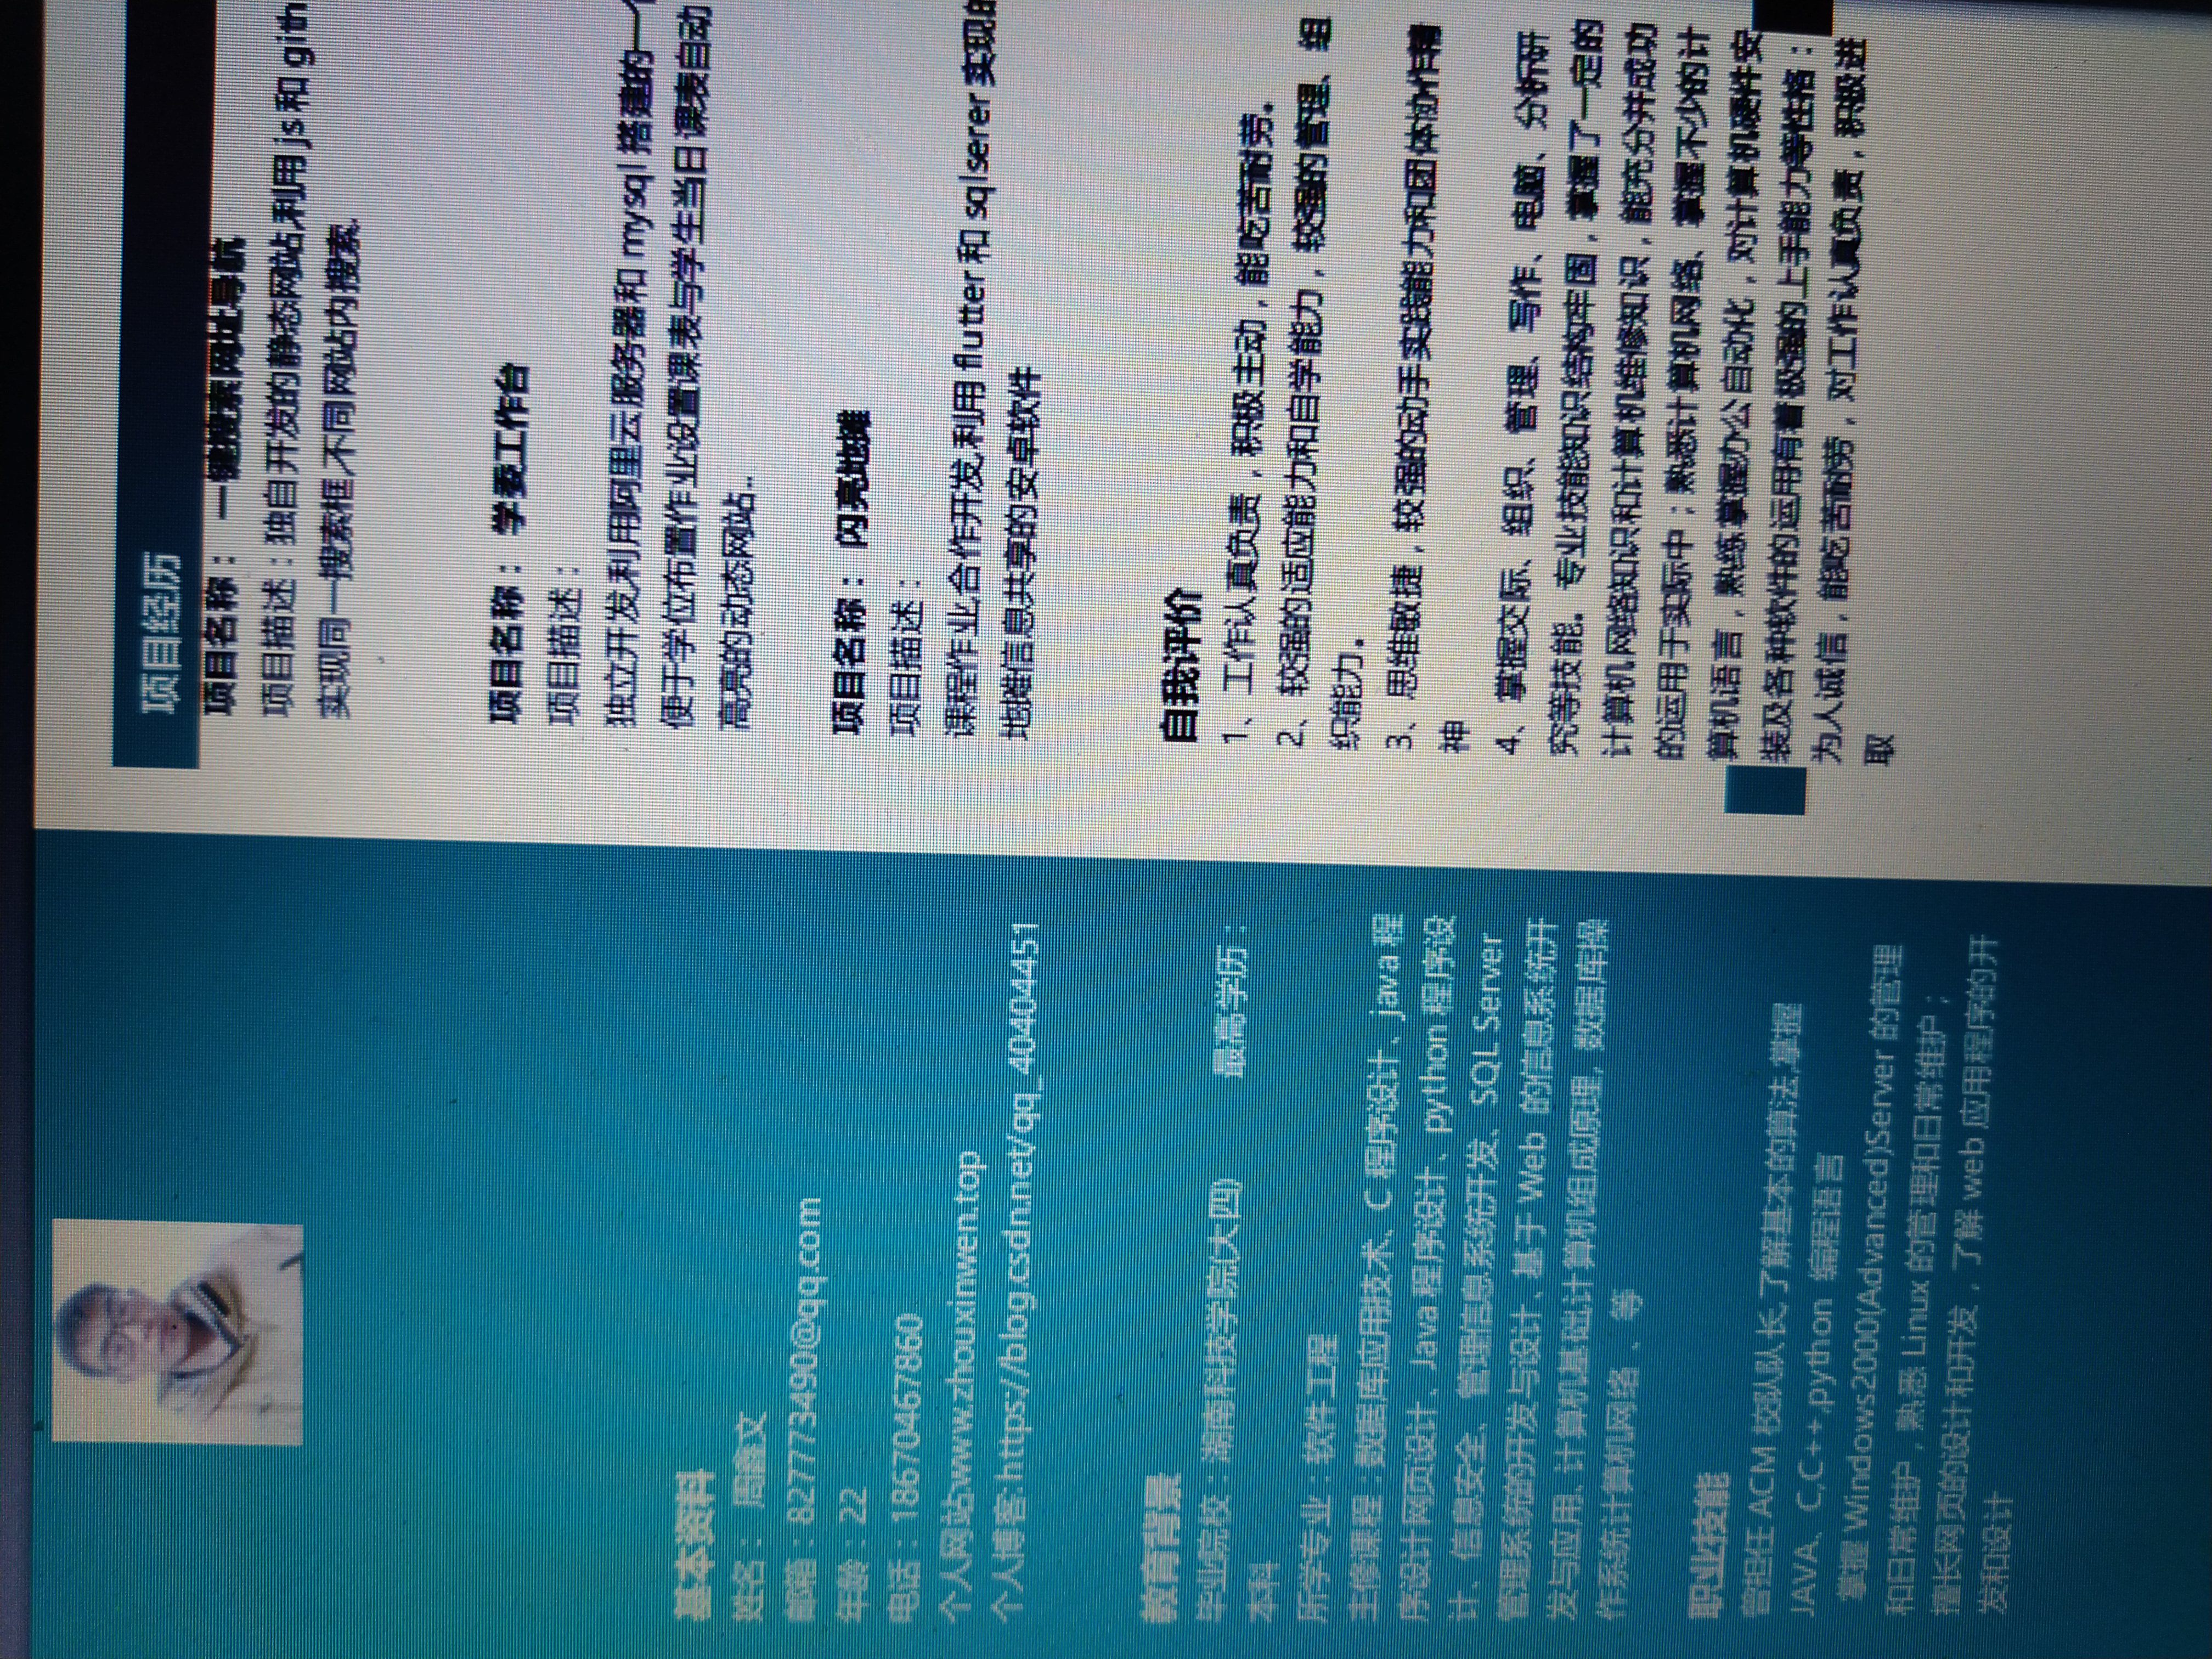 基本资料
姓名： 周鑫文
邮箱：827773490@qq.com
年龄：22
电话：18670467860
个人网站:www.zhouxinwen.top
个人博客:https://blog.csdn.net/qq_40404451
教育背景
毕业院校：湖南科技学院(大四) 最高学历：
本科
所学专业：软件工程
主修课程：数据库应用技术、C 程序设计、java 程
序设计网页设计、Java 程序设计、python 程序设
计、信息安全、管理信息系统开发、SQL Server
管理系统的开发与设计、基于 Web 的信息系统开
发与应用、计算机基础计算机组成原理，数据库操
作系统计算机网络 、等
职业技能
曾担任 ACM 校队队长了解基本的算法,掌握
JAVA、C,C++,python 编程语言
掌握 Windows2000(Advanced)Server 的管理
和日常维护，熟悉 Linux 的管理和日常维护；
擅长网页的设计和开发，了解 web 应用程序的开
发和设计
项目经历
项目名称： 一键搜索网址导航
项目描述：独自开发的静态网站,利用 js 和 gith
实现同一搜索框,不同网站内搜索.
项目名称： 学委工作台
项目描述：
独立开发,利用阿里云服务器和 mysql 搭建的一个
便于学位布置作业设置课表与学生当日课表自动
高亮的动态网站..
项目名称： 闪亮地摊
项目描述：
课程作业合作开发,利用 flutter 和 sqlserer 实现的
地摊信息共享的安卓软件
自我评价
1、工作认真负责，积极主动，能吃苦耐劳。
2、较强的适应能力和自学能力，较强的管理、组
织能力。
3、思维敏捷，较强的动手实践能力和团体协作精
神
4、掌握交际、组织、管理、写作、电脑、分析研
究等技能。专业技能知识结构牢固，掌握了一定的
计算机网络知识和计算机维修知识，能充分并成功
的运用于实际中；熟悉计算机网络、掌握不少的计
算机语言，熟练掌握办公自动化，对计算机硬件安
装及各种软件的运用有着极强的上手能力等性格：
为人诚信，能吃苦耐劳，对工作认真负责，积极进
取